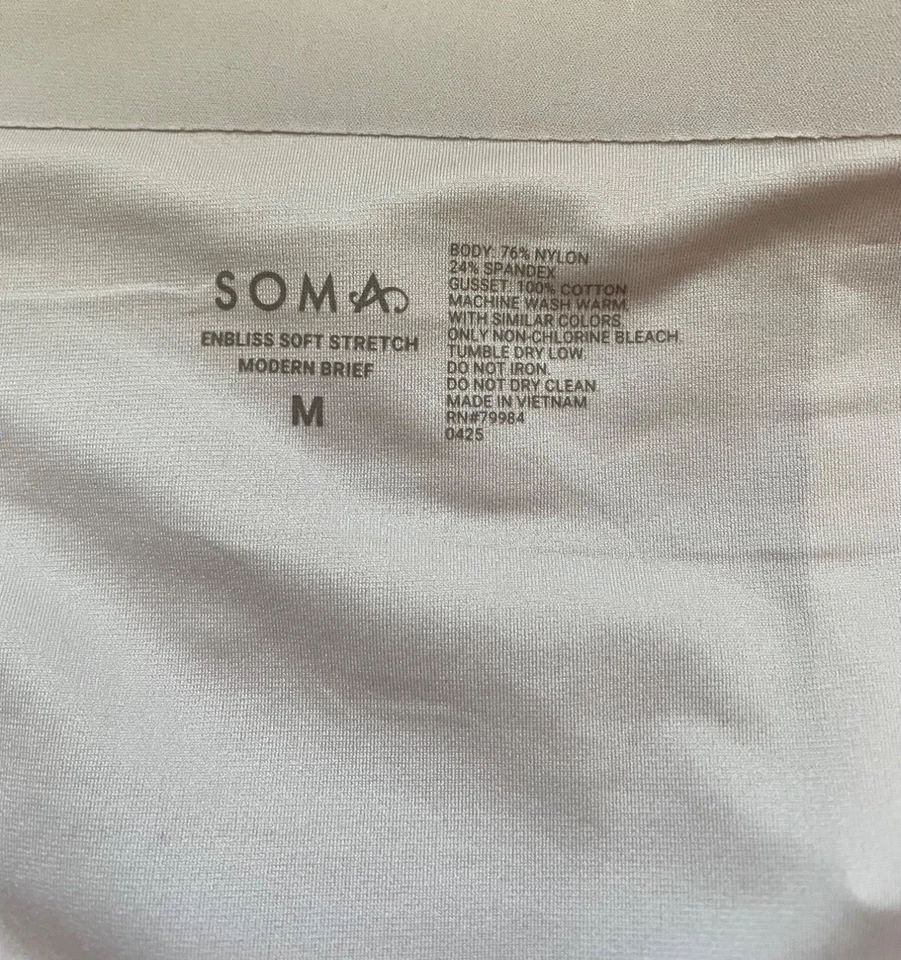 SOMA
ENBLISS SOFT STRETCH
MODERN BRIEF
M
BODY: 76% NYLON
24% SPANDEX
GUSSET: 100% COTTON
MACHINE WASH WARM
WITH SIMILAR COLORS
ONLY NON-CHLORINE BLEACH
TUMBLE DRY LOW
DO NOT IRON.
DO NOT DRY CLEAN
MADE IN VIETNAM
RN#79984
0425